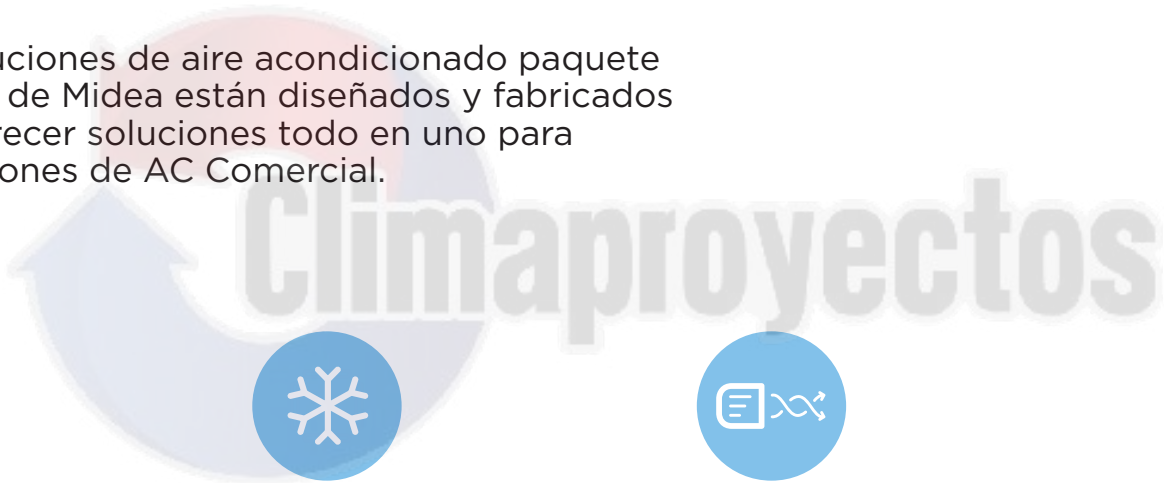 uciones de aire acondicionado paquete
de Midea están diseñados y fabricados
recer soluciones todo en uno para
ones de AC Comercial.
Climaproyectos